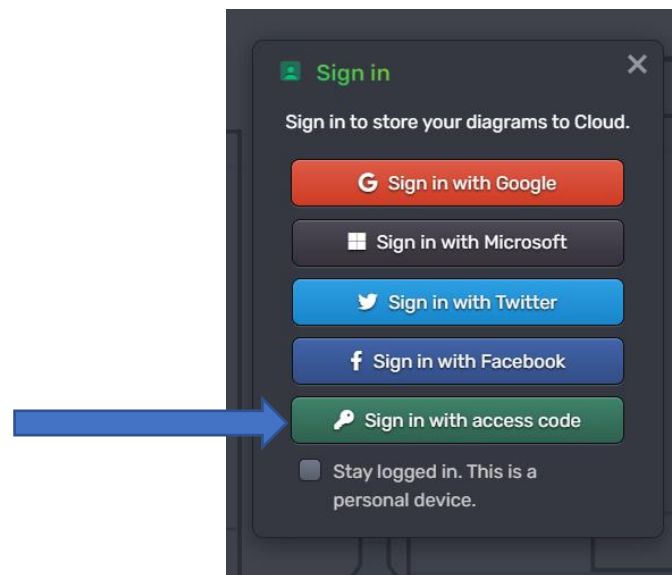 Sign in
Sign in to store your diagrams to Cloud.
Sign in with Google
Sign in with Microsoft
Sign in with Twitter
Sign in with Facebook
Sign in with access code
Stay logged in. This is a
personal device.